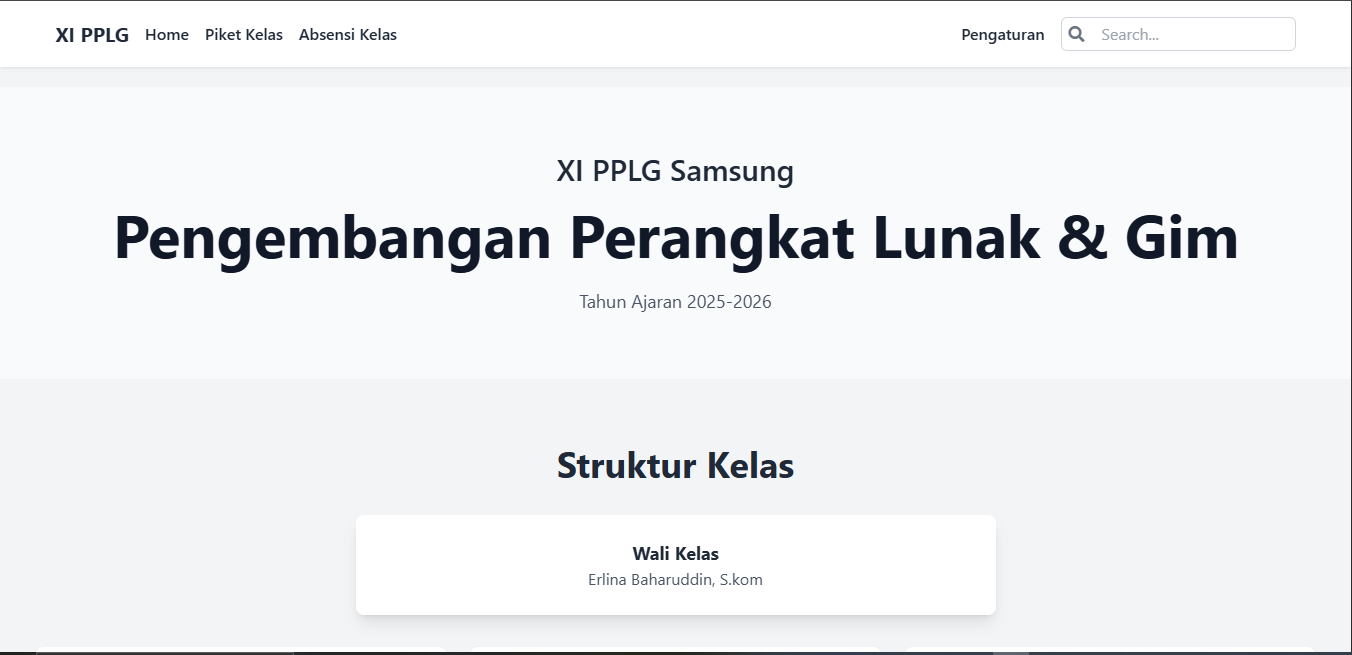 XI PPLG Home Piket Kelas Absensi Kelas Pengaturan Search...
XI PPLG Samsung
Pengembangan Perangkat Lunak & Gim
Tahun Ajaran 2025-2026
Struktur Kelas
Wali Kelas
Erlina Baharuddin, S.kom